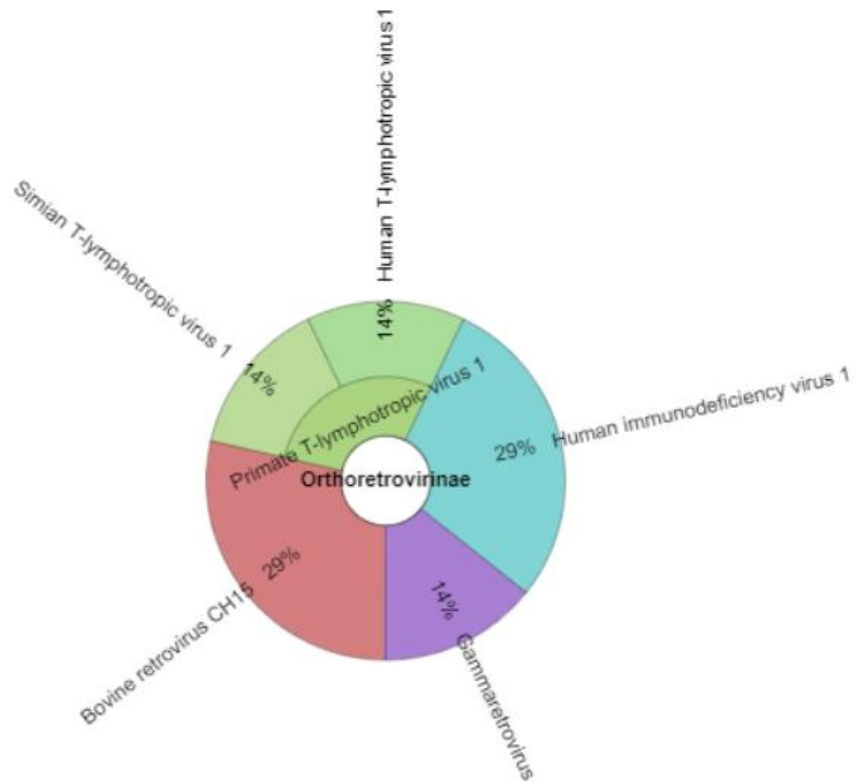 14% Human T-lymphotropic virus 1
Simian T-lymphotropic virus 1 14%
Primate T-lymphotropic virus 1
29% Human immunodeficiency virus 1
Orthoretrovirinae
Bovine retrovirus CH15 29%
14% Gammaretrovirus